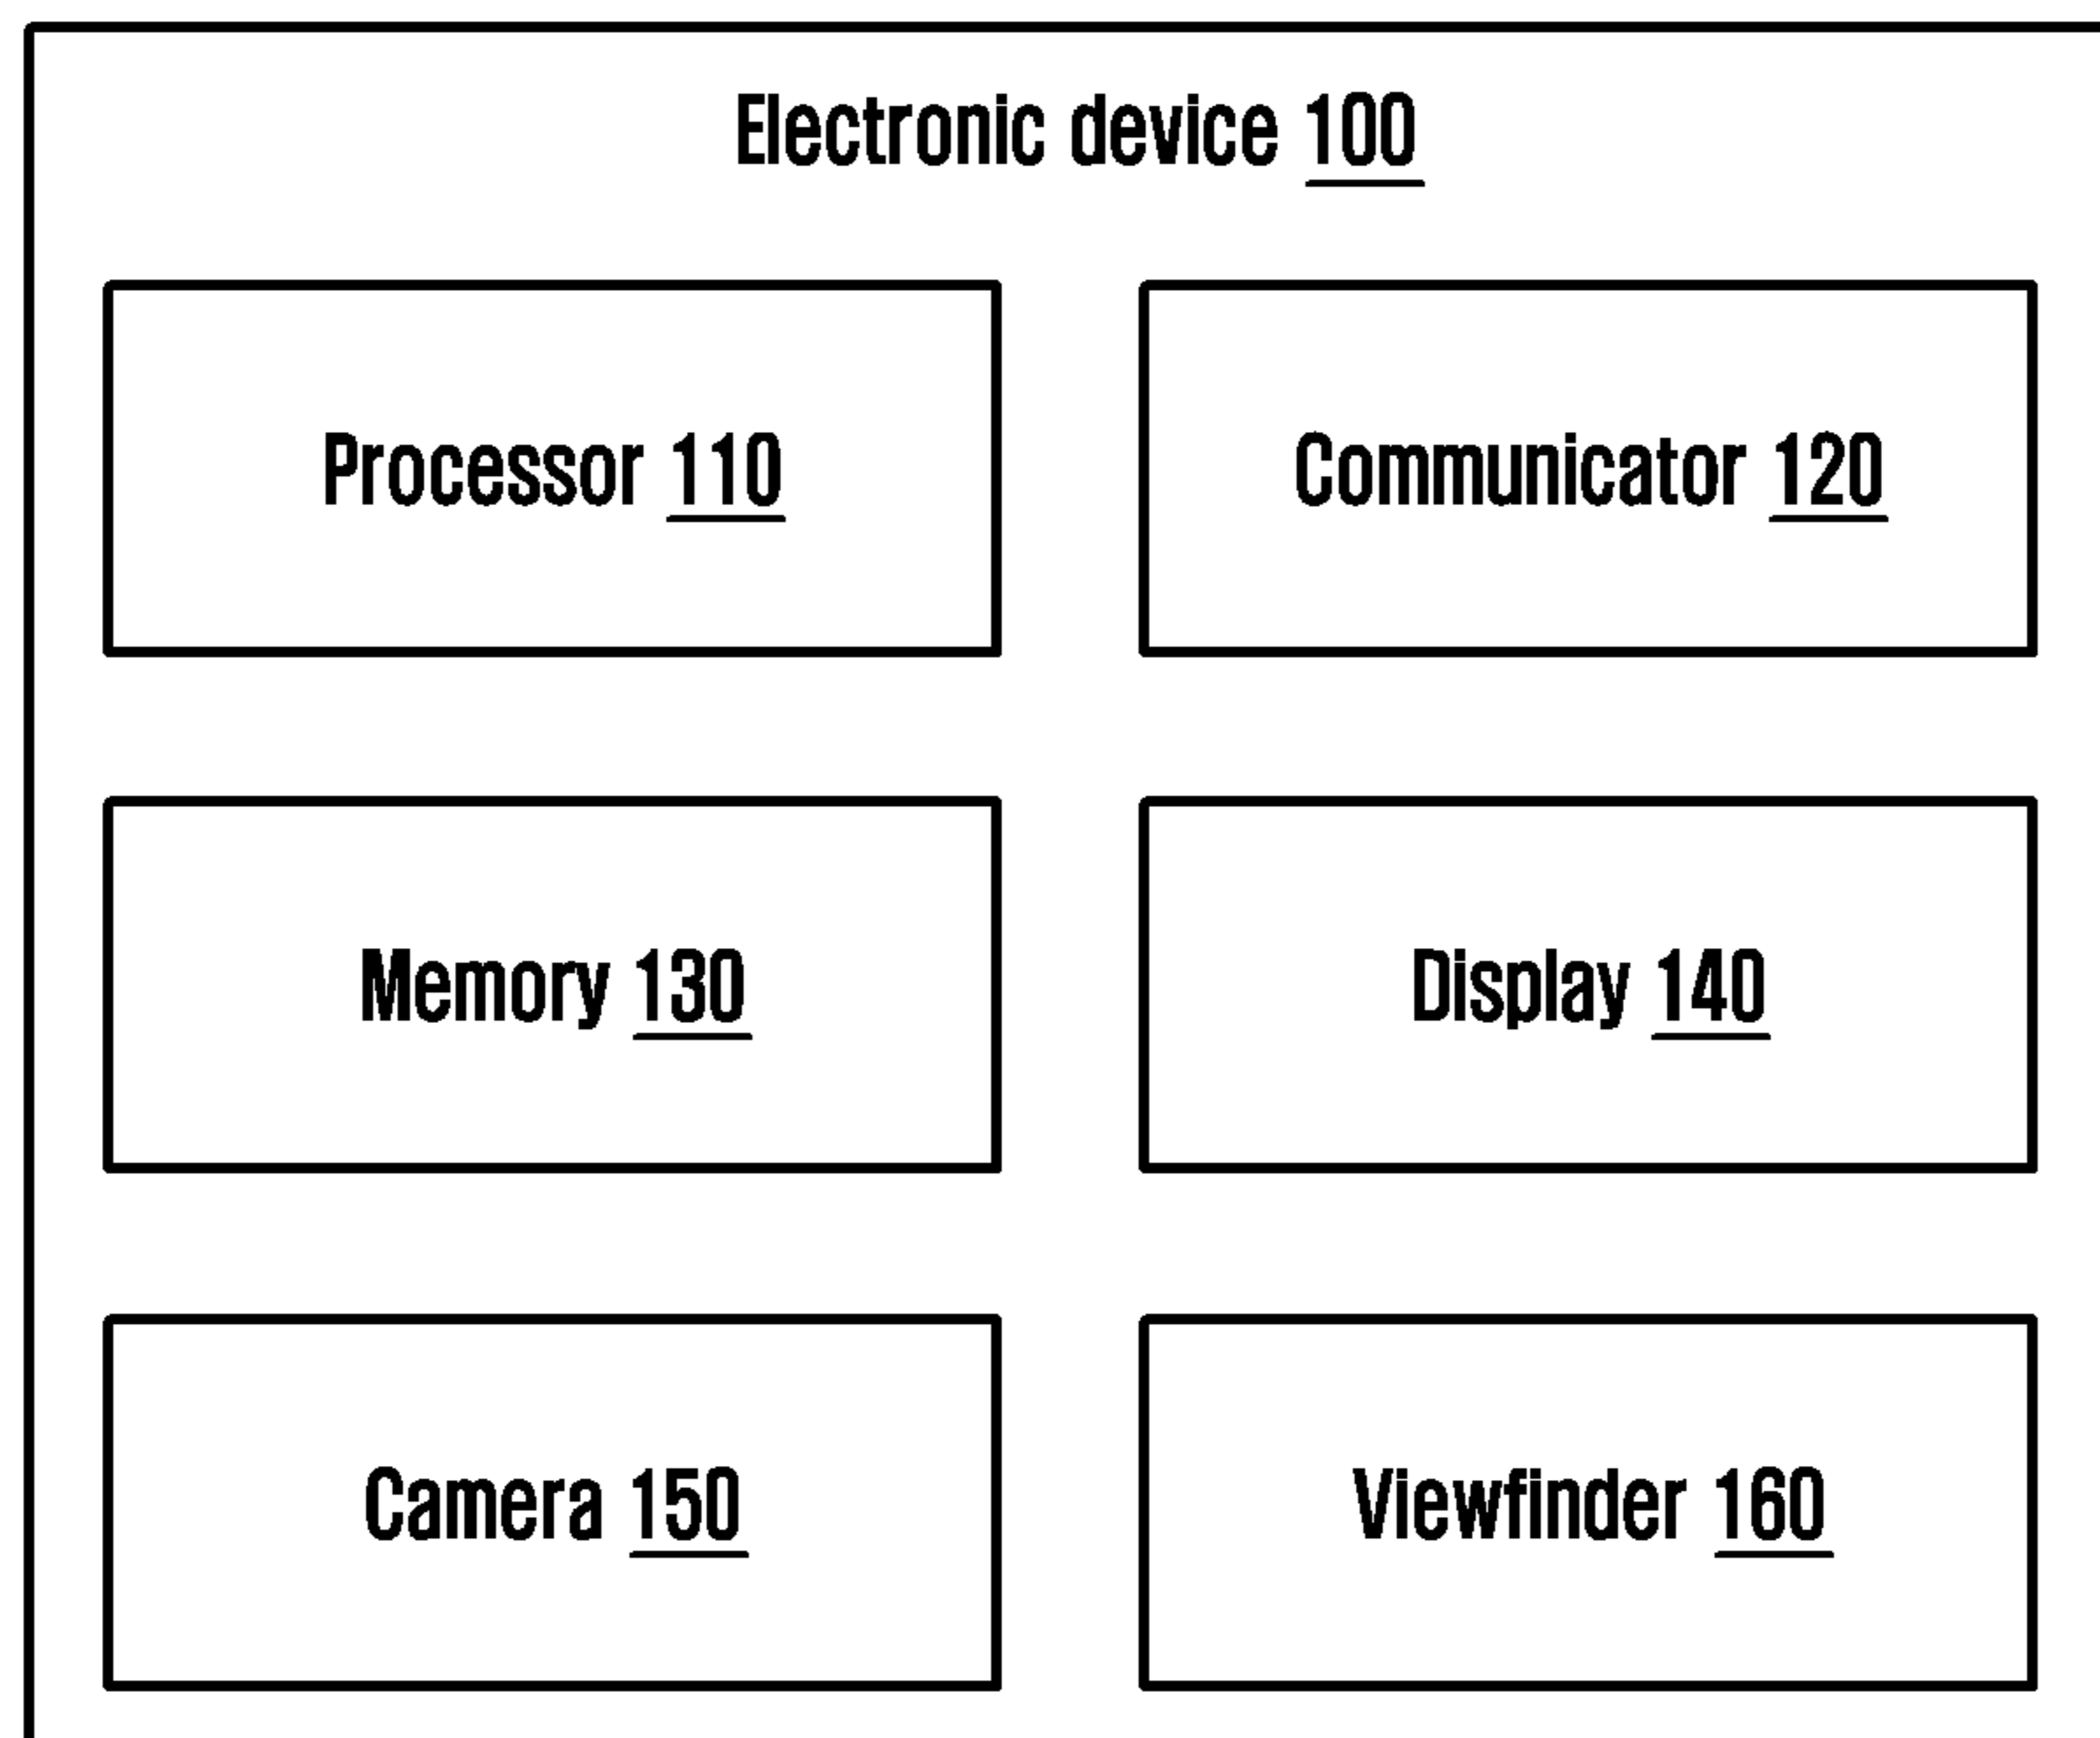 Electronic device 100
Processor 110
Communicator 120
Memory 130
Display 140
Camera 150
Viewfinder 160